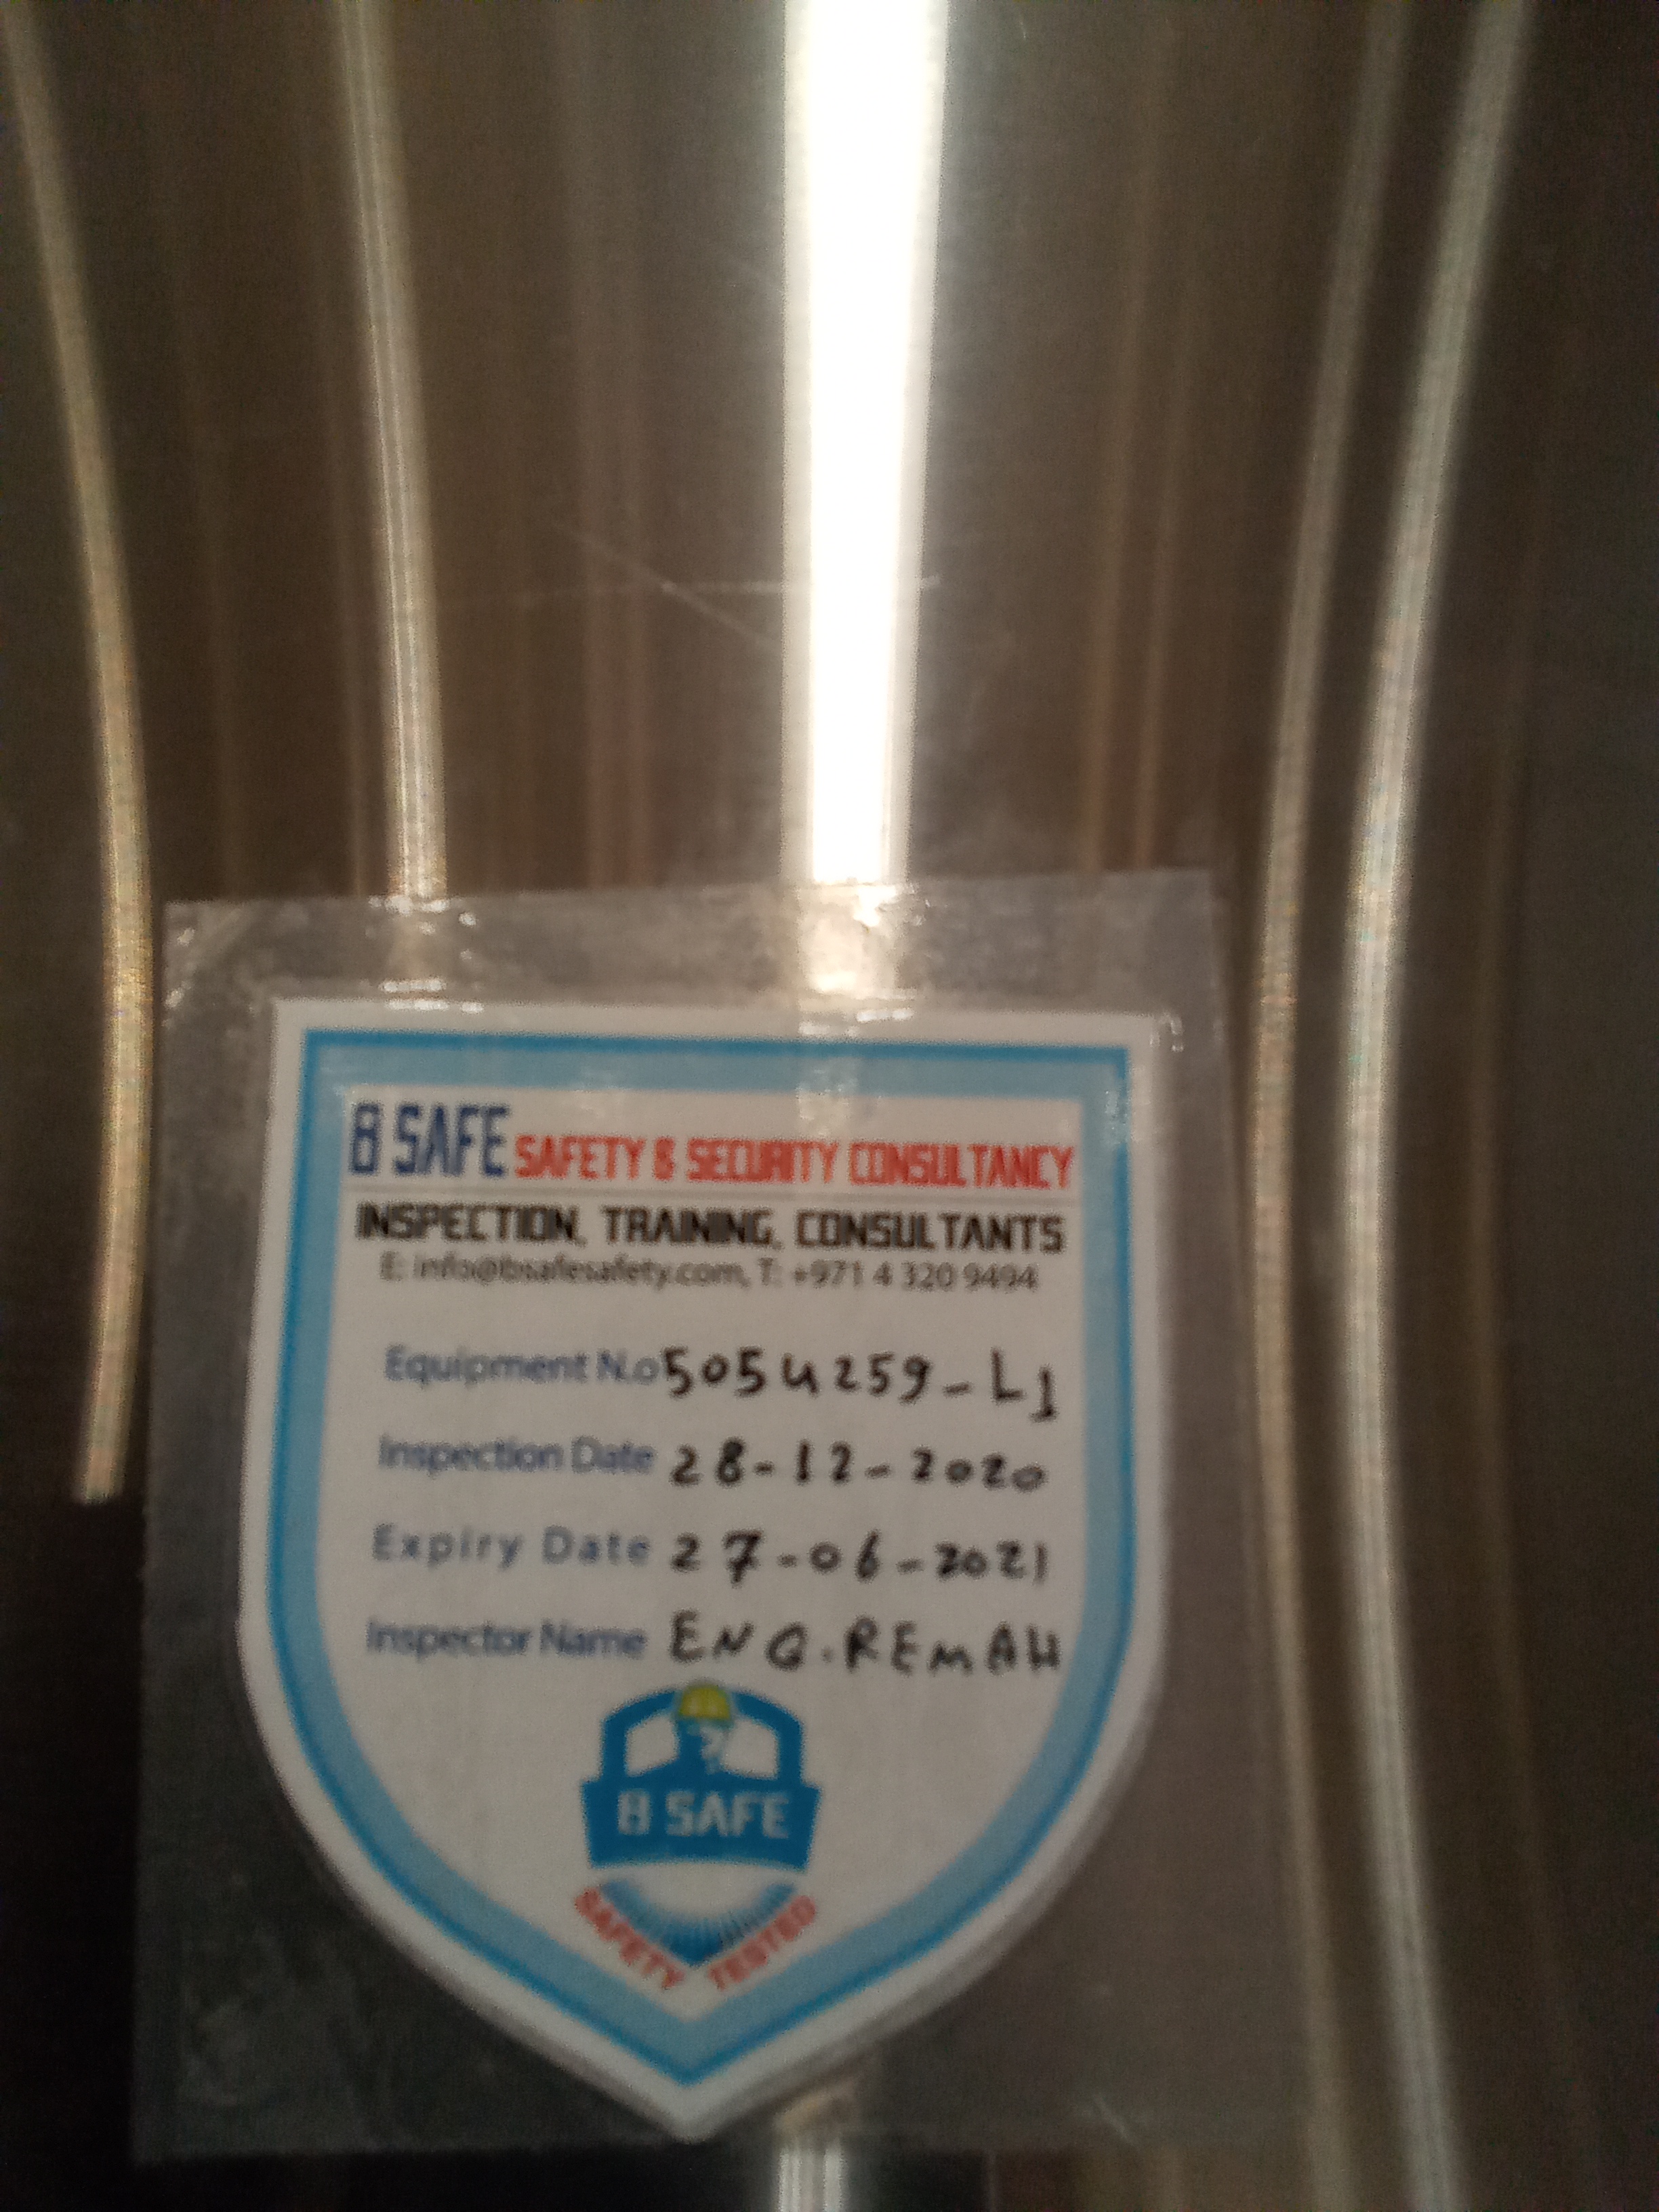 B SAFE SAFETY & SECURITY CONSULTANCY
INSPECTION, TRAINING, CONSULTANTS
E: info@bsafesafety.com, T: +971 4 320 9494
Equipment N.o 5054259-L1
Inspection Date 28-12-2020
Expiry Date 27-06-2021
Inspector Name ENG.REMAH
B SAFE
SAFETY TESTED